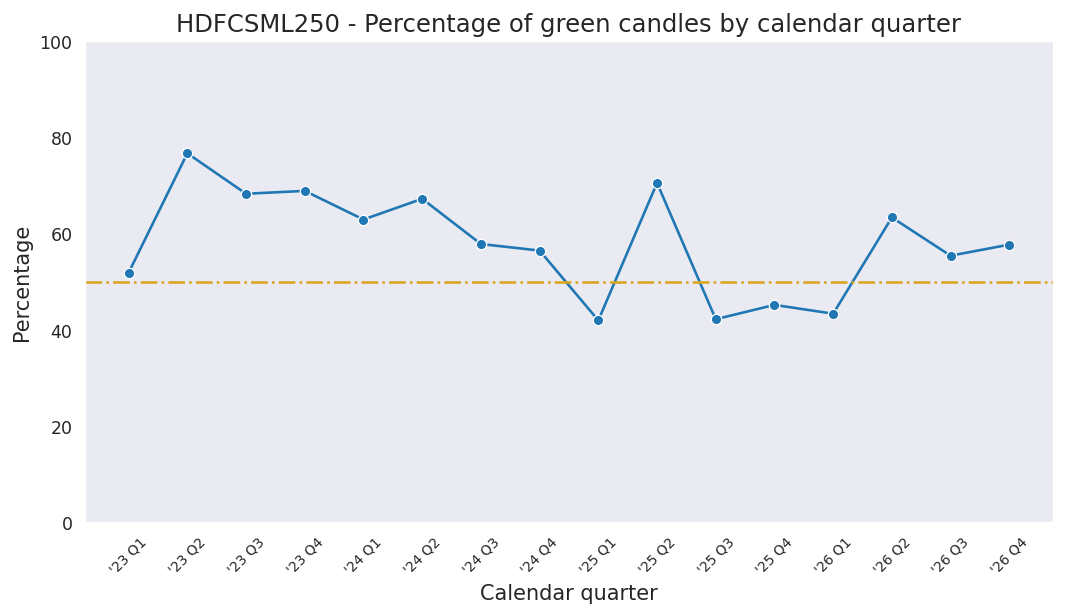 HDFCSML250 - Percentage of green candles by calendar quarter
100
80
60
40
20
0
Percentage
'23 Q1
'23 Q2
'23 Q3
'23 Q4
'24 Q1
'24 Q2
'24 Q3
'24 Q4
'25 Q1
'25 Q2
'25 Q3
'25 Q4
'26 Q1
'26 Q2
'26 Q3
'26 Q4
Calendar quarter